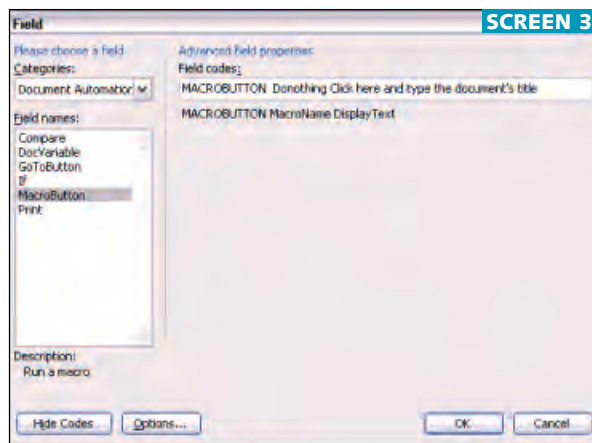 Field
SCREEN 3
Please choose a field
Categories:
Document Automation
Field names:
Compare
DocVariable
GoToButton
If
MacroButton
Print
Description:
Run a macro
Advanced field properties
Field codes:
MACROBUTTON Donothing Click here and type the document's title
MACROBUTTON MacroName DisplayText
Hide Codes
Options...
OK
Cancel